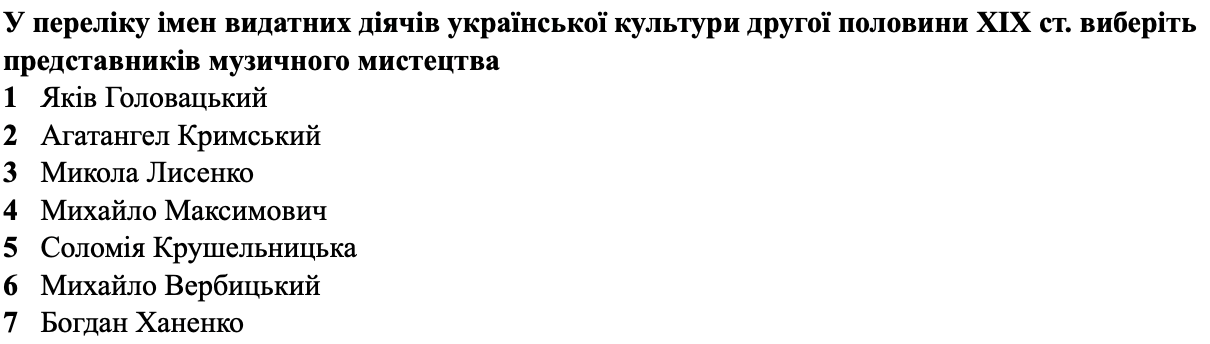 У переліку імен видатних діячів української культури другої половини XIX ст. виберіть
представників музичного мистецтва
1 Яків Головацький
2 Агатангел Кримський
3 Микола Лисенко
4 Михайло Максимович
5 Соломія Крушельницька
6 Михайло Вербицький
7 Богдан Ханенко